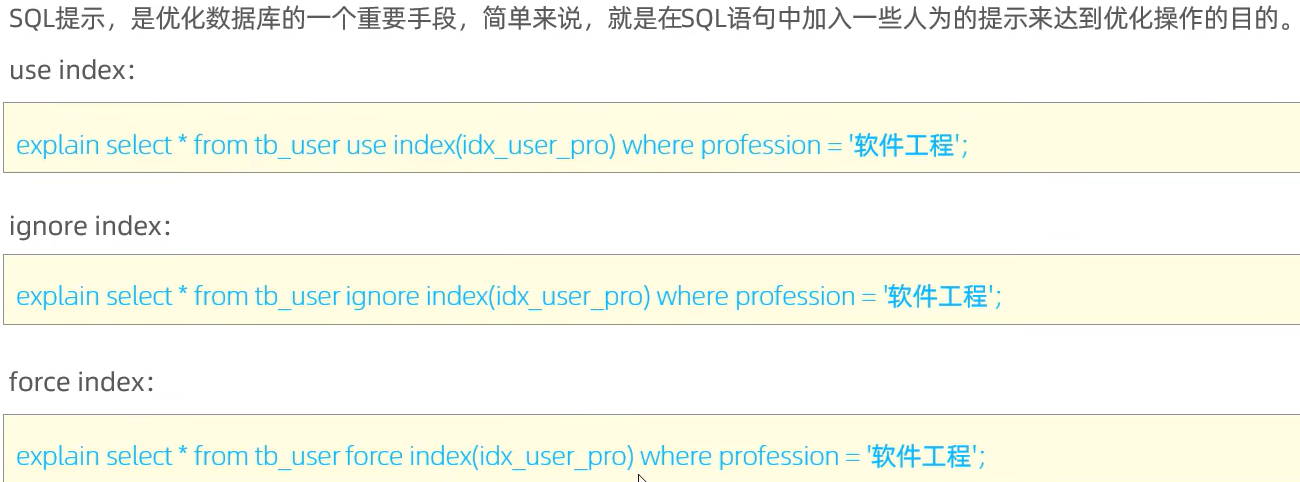 SQL提示，是优化数据库的一个重要手段，简单来说，就是在SQL语句中加入一些人为的提示来达到优化操作的目的。
use index：
explain select * from tb_user use index(idx_user_pro) where profession = '软件工程';
ignore index：
explain select * from tb_user ignore index(idx_user_pro) where profession = '软件工程';
force index：
explain select * from tb_user force index(idx_user_pro) where profession = '软件工程';